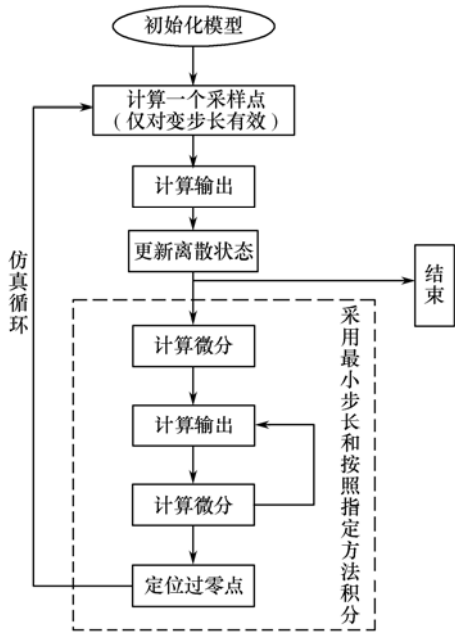 初始化模型
计算一个采样点
（仅对变步长有效）
计算输出
更新离散状态
结束
仿真循环
计算微分
计算输出
计算微分
定位过零点
采用最小步长和按照指定方法积分